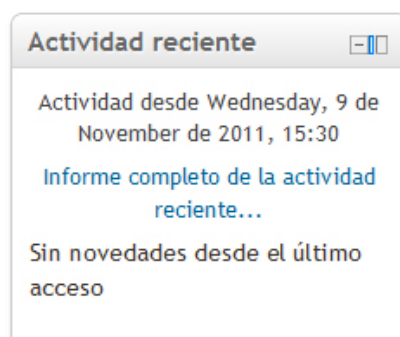 Actividad reciente
Actividad desde Wednesday, 9 de
November de 2011, 15:30
Informe completo de la actividad
reciente...
Sin novedades desde el último
acceso